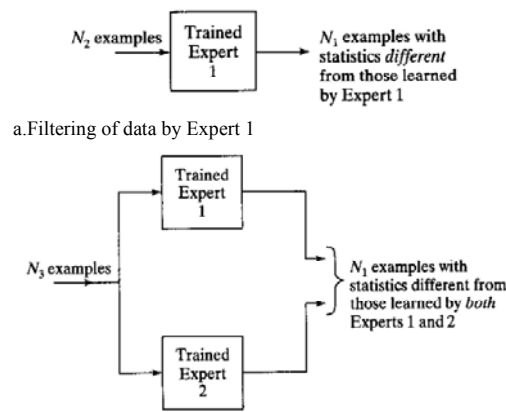 N₂ examples
Trained
Expert
1
N₁ examples with
statistics different
from those learned
by Expert 1
a.Filtering of data by Expert 1
Trained
Expert
1
N₃ examples
N₁ examples with
statistics different from
those learned by both
Experts 1 and 2
Trained
Expert
2